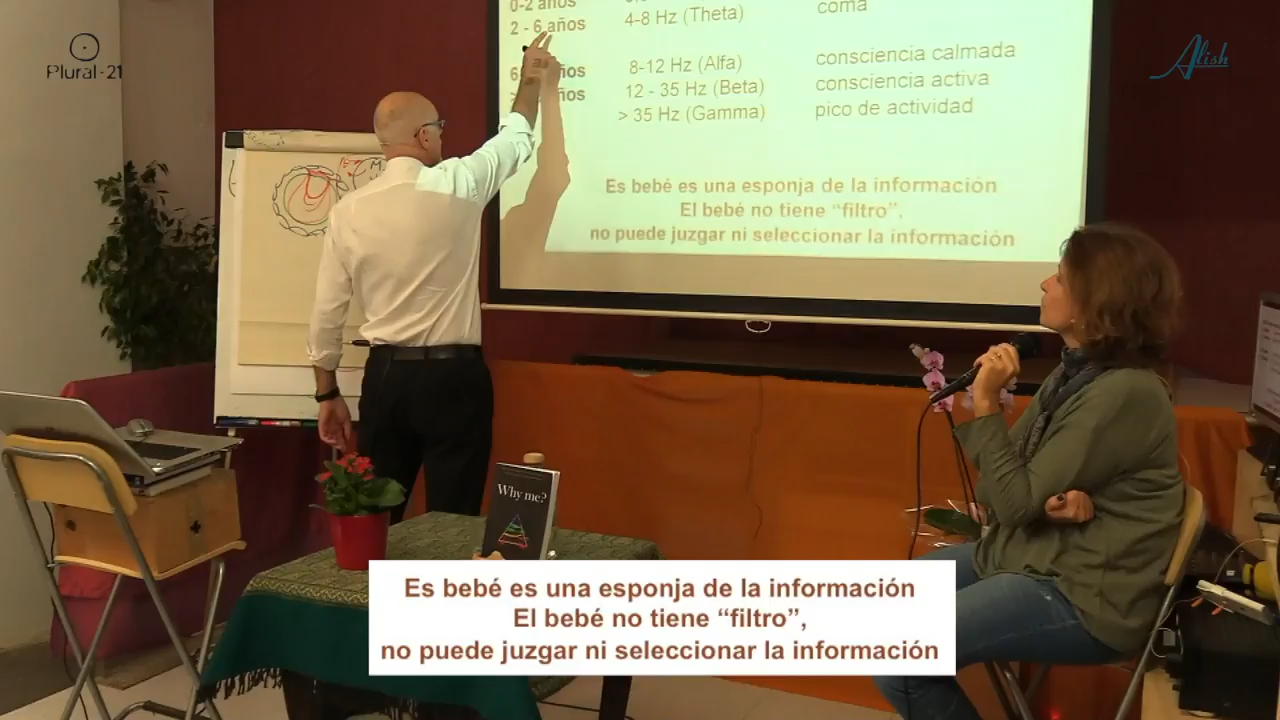 Plural-21
Alish
0-2 años
2 - 6 años
4-8 Hz (Theta)
coma
8-12 Hz (Alfa)
consciencia calmada
12 - 35 Hz (Beta)
consciencia activa
> 35 Hz (Gamma)
pico de actividad
Es bebé es una esponja de la información
El bebé no tiene “filtro”,
no puede juzgar ni seleccionar la información
Why me?
Es bebé es una esponja de la información
El bebé no tiene “filtro”,
no puede juzgar ni seleccionar la información